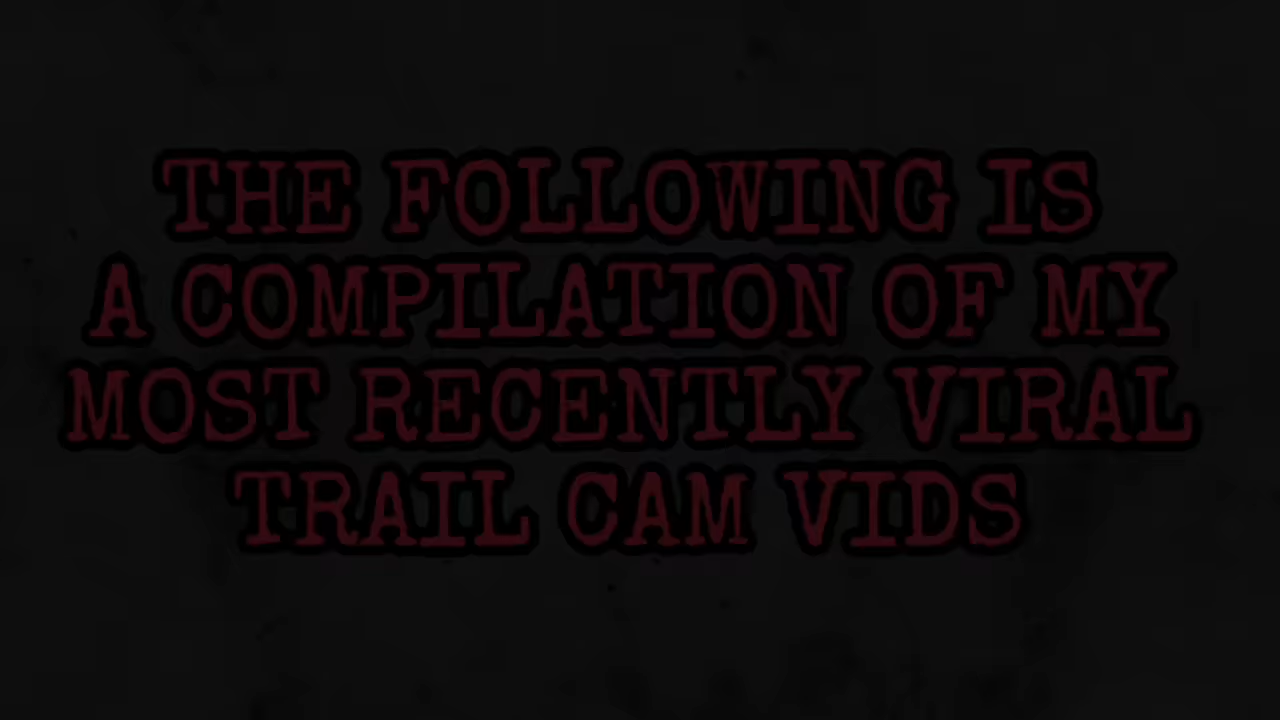 THE FOLLOWING IS
A COMPILATION OF MY
MOST RECENTLY VIRAL
TRAIL CAM VIDS